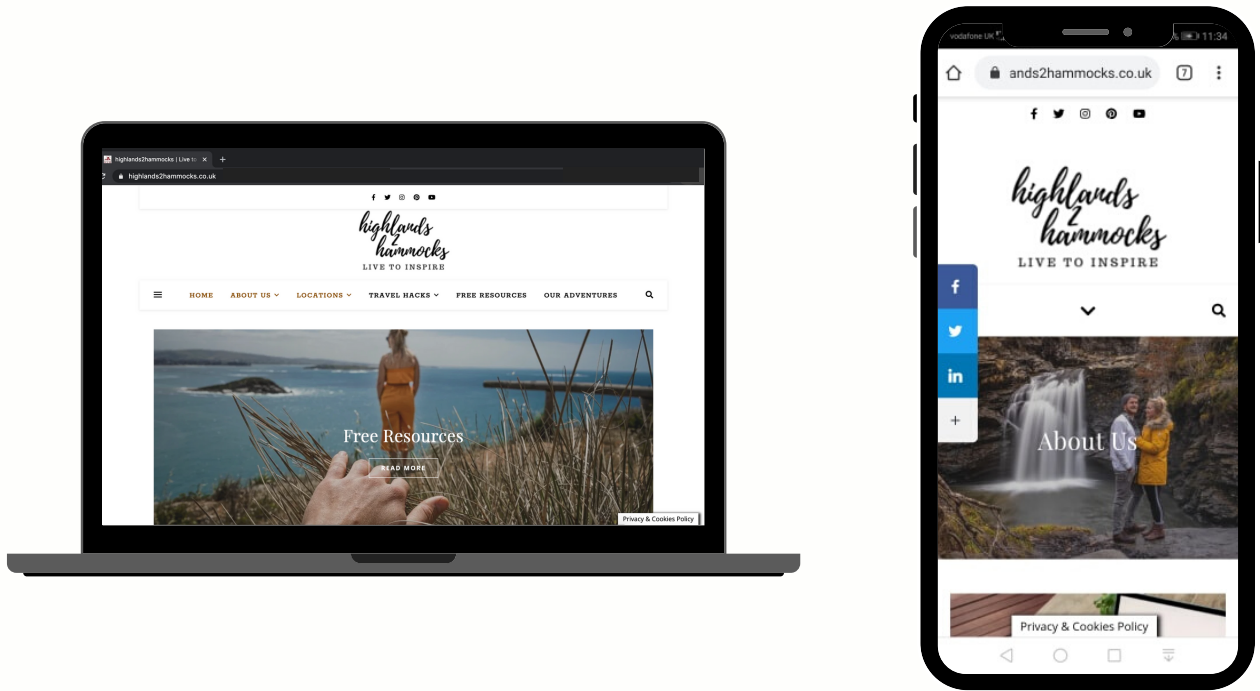 highlands2hammocks | Live to
highlands2hammocks.co.uk
highlands
2
hammocks
LIVE TO INSPIRE
HOME ABOUT US LOCATIONS TRAVEL HACKS FREE RESOURCES OUR ADVENTURES
Free Resources
READ MORE
Privacy & Cookies Policy
vodafone UK 11:34
ands2hammocks.co.uk 7
highlands
2
hammocks
LIVE TO INSPIRE
About Us
Privacy & Cookies Policy